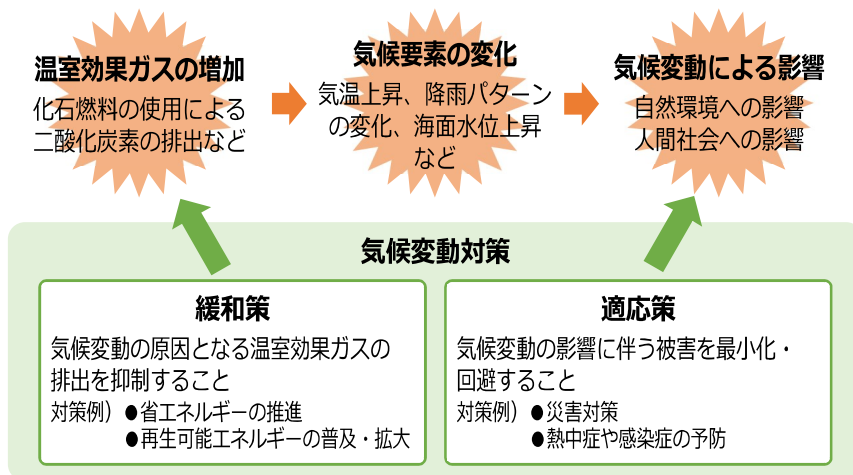 温室効果ガスの増加
化石燃料の使用による
二酸化炭素の排出など
気候要素の変化
気温上昇、降雨パターン
の変化、海面水位上昇
など
気候変動による影響
自然環境への影響
人間社会への影響
気候変動対策
緩和策
気候変動の原因となる温室効果ガスの
排出を抑制すること
対策例）●省エネルギーの推進
●再生可能エネルギーの普及・拡大
適応策
気候変動の影響に伴う被害を最小化・
回避すること
対策例）●災害対策
●熱中症や感染症の予防